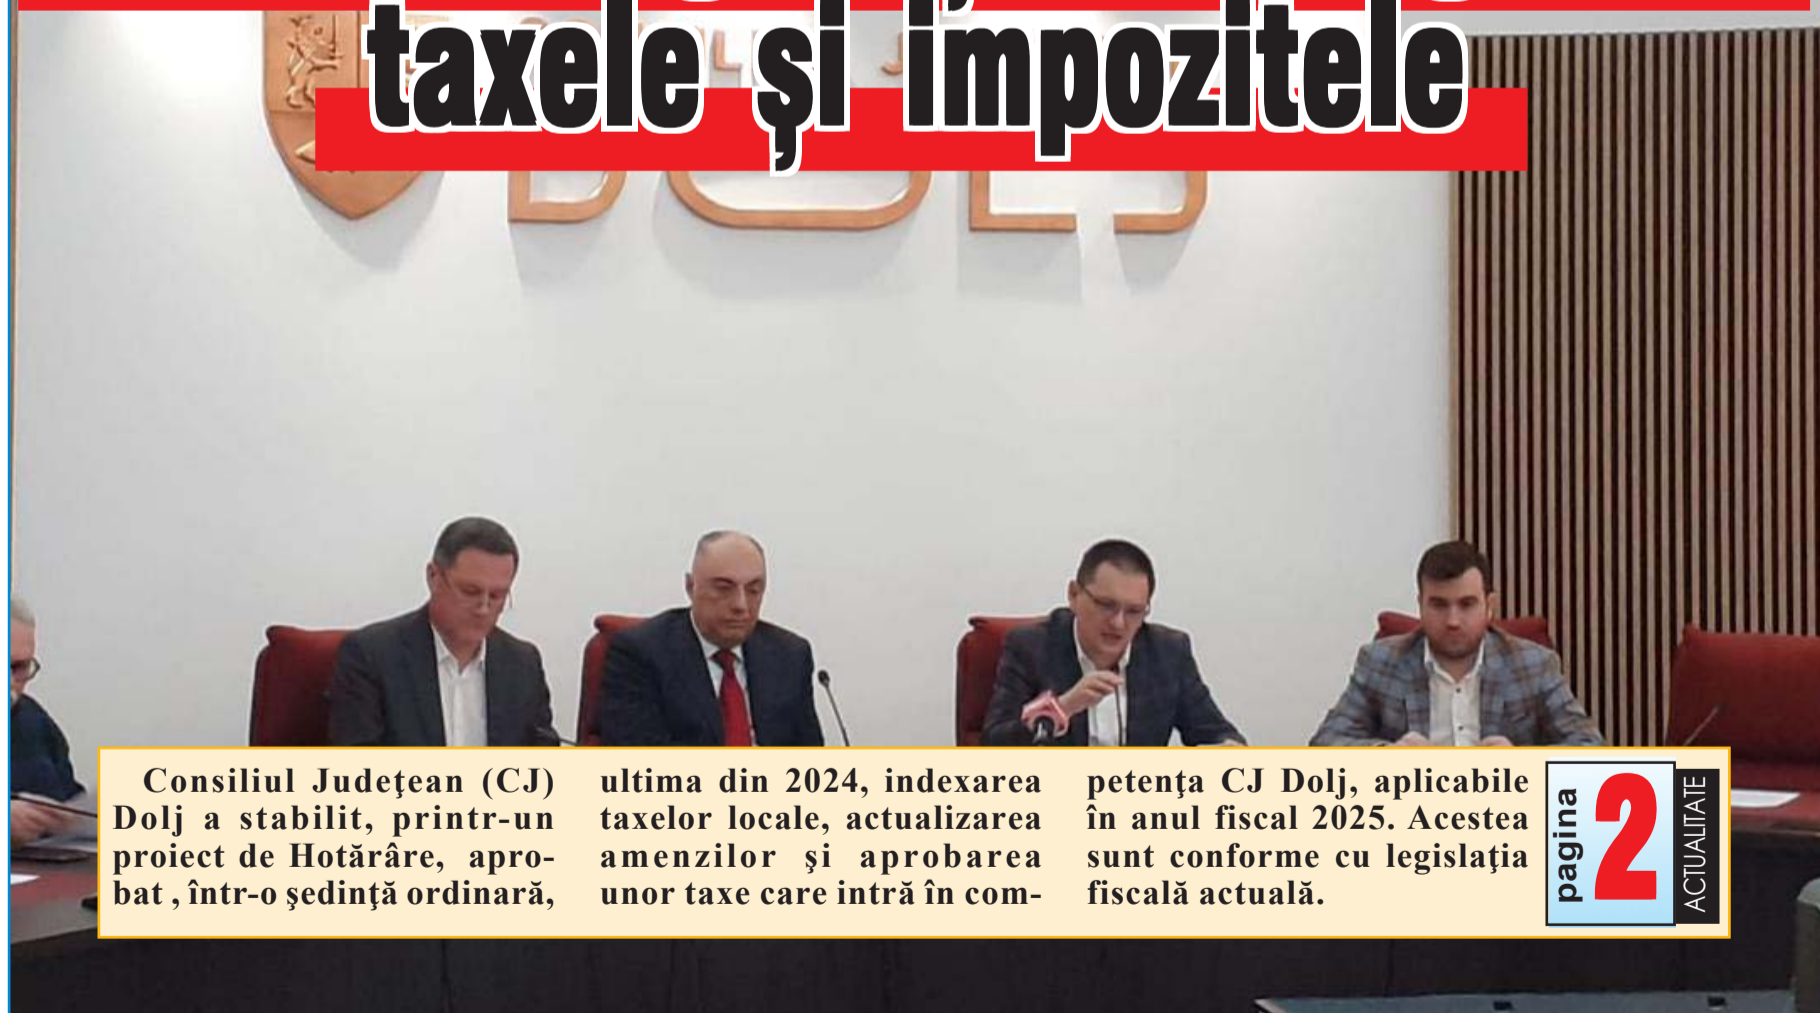 taxele şi impozitele
DOLJ
Consiliul Judeţean (CJ)
Dolj a stabilit, printr-un
proiect de Hotărâre, apro-
bat , într-o şedinţă ordinară,
ultima din 2024, indexarea
taxelor locale, actualizarea
amenzilor şi aprobarea
unor taxe care intră în com-
petenţa CJ Dolj, aplicabile
în anul fiscal 2025. Acestea
sunt conforme cu legislaţia
fiscală actuală.
pagina
2
ACTUALITATE